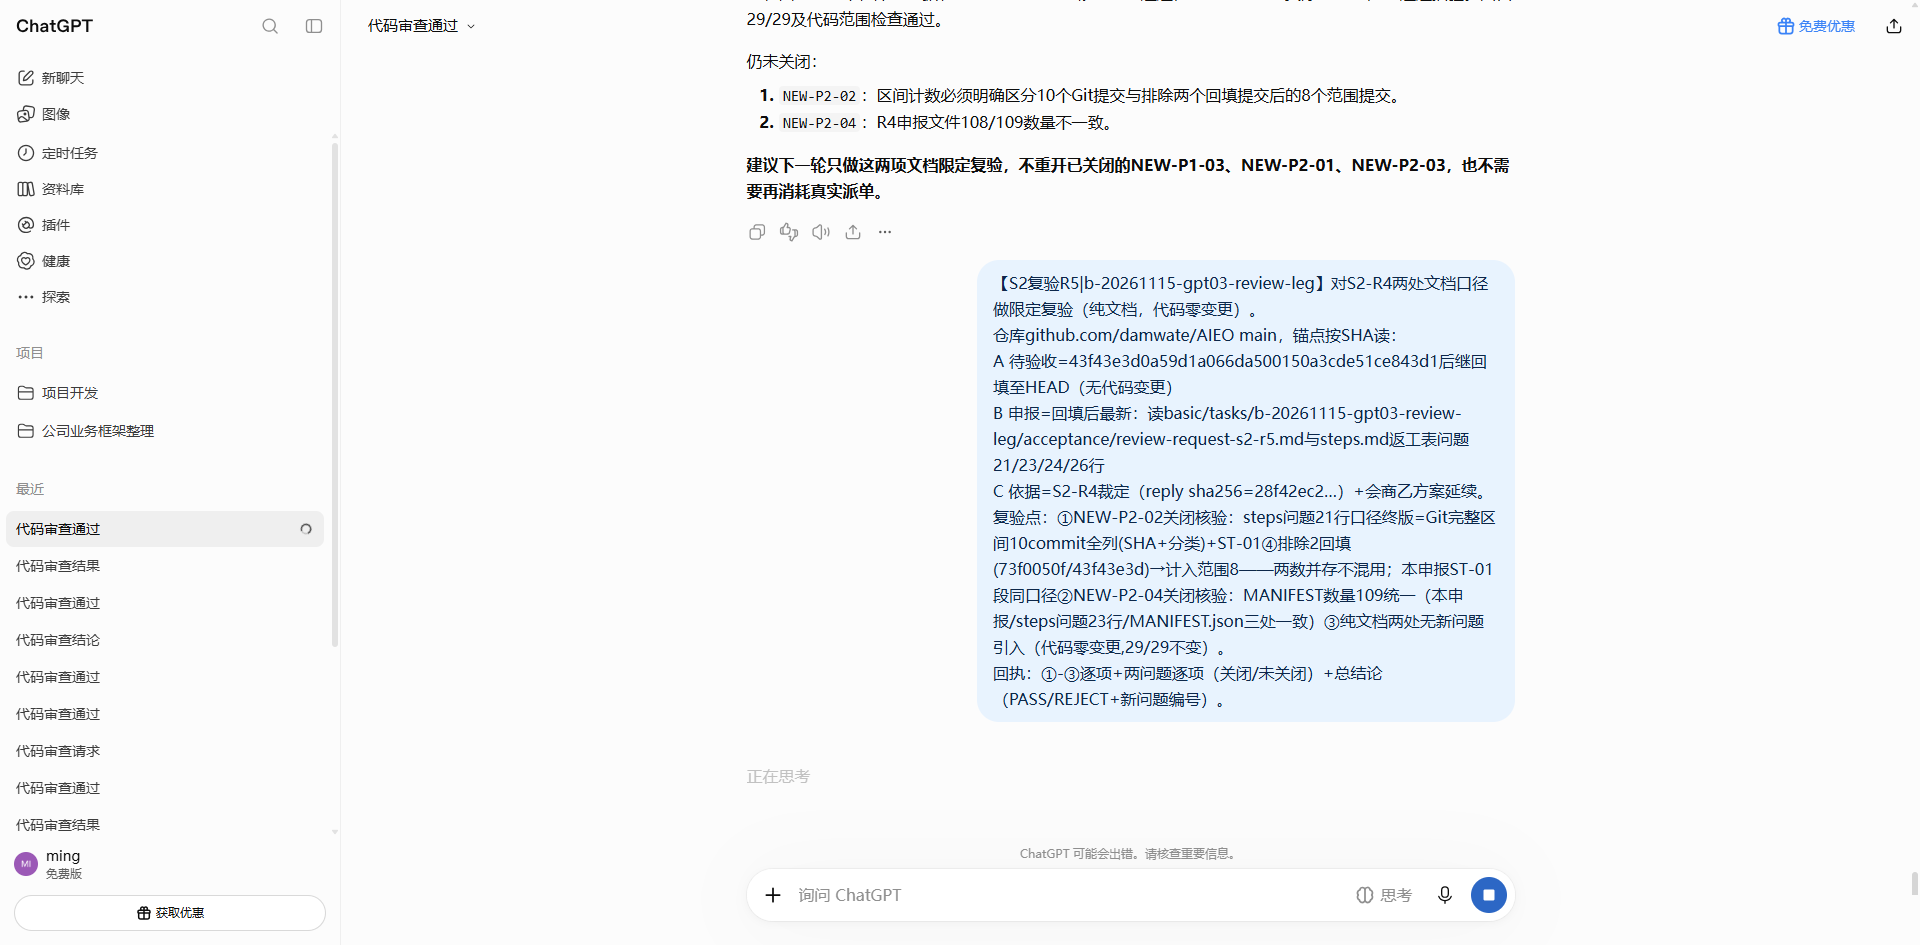 ChatGPT
新聊天
图像
定时任务
资料库
插件
健康
探索
项目
项目开发
公司业务框架整理
最近
代码审查通过
代码审查结果
代码审查通过
代码审查结论
代码审查通过
代码审查通过
代码审查请求
代码审查通过
代码审查结果
MI
ming
免费版
获取优惠
代码审查通过
免费优惠
29/29及代码范围检查通过。
仍未关闭：
1. NEW-P2-02：区间计数必须明确区分10个Git提交与排除两个回填提交后的8个范围提交。
2. NEW-P2-04：R4申报文件108/109数量不一致。
建议下一轮只做这两项文档限定复验，不重开已关闭的NEW-P1-03、NEW-P2-01、NEW-P2-03，也不需
要再消耗真实派单。
【S2复验R5|b-20261115-gpt03-review-leg】对S2-R4两处文档口径
做限定复验（纯文档，代码零变更）。
仓库github.com/damwate/AIEO main，锚点按SHA读：
A 待验收=43f43e3d0a59d1a066da500150a3cde51ce843d1后继回
填至HEAD（无代码变更）
B 申报=回填后最新：读basic/tasks/b-20261115-gpt03-review-
leg/acceptance/review-request-s2-r5.md与steps.md返工表问题
21/23/24/26行
C 依据=S2-R4裁定（reply sha256=28f42ec2...）+会商乙方案延续。
复验点：①NEW-P2-02关闭核验：steps问题21行口径终版=Git完整区
间10commit全列(SHA+分类)+ST-01④排除2回填
(73f0050f/43f43e3d)→计入范围8——两数并存不混用；本申报ST-01
段同口径②NEW-P2-04关闭核验：MANIFEST数量109统一（本申
报/steps问题23行/MANIFEST.json三处一致）③纯文档两处无新问题
引入（代码零变更,29/29不变）。
回执：①-③逐项+两问题逐项（关闭/未关闭）+总结论
（PASS/REJECT+新问题编号）。
正在思考
ChatGPT 可能会出错。请核查重要信息。
询问 ChatGPT
思考